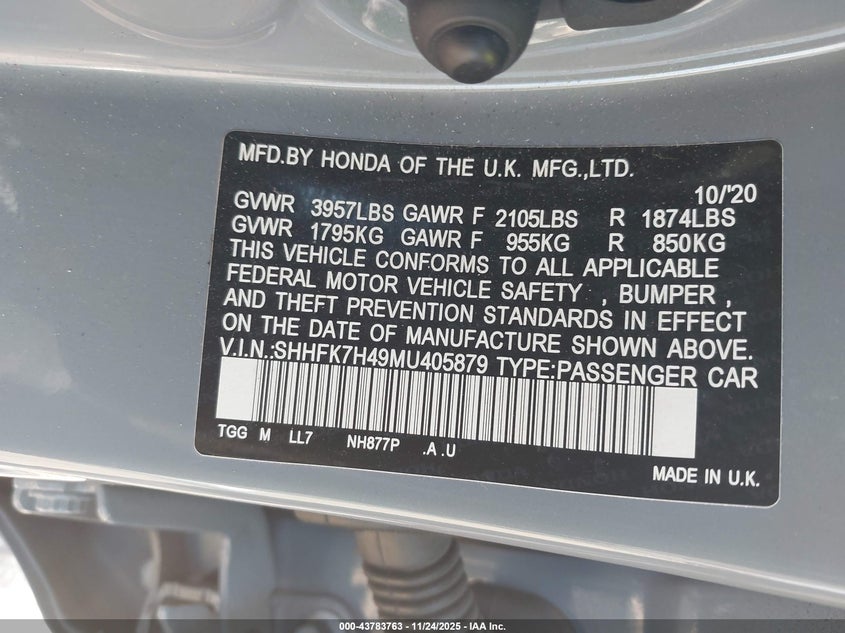 MFD.BY HONDA OF THE U.K. MFG.,LTD.
10/'20
GVWR 3957LBS GAWR F 2105LBS R 1874LBS
GVWR 1795KG GAWR F 955KG R 850KG
THIS VEHICLE CONFORMS TO ALL APPLICABLE
FEDERAL MOTOR VEHICLE SAFETY , BUMPER ,
AND THEFT PREVENTION STANDARDS IN EFFECT
ON THE DATE OF MANUFACTURE SHOWN ABOVE.
V.I.N.:SHHFK7H49MU405879 TYPE:PASSENGER CAR
TGG M LL7 NH877P .A .U
MADE IN U.K.
000-43783763 - 11/24/2025 - IAA Inc.